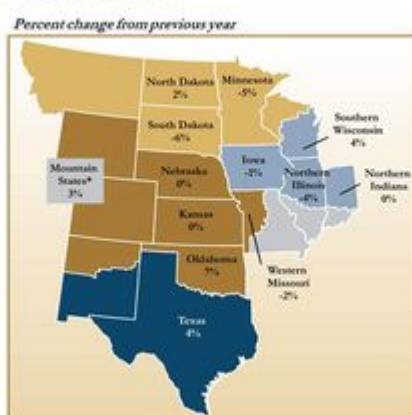 Percent change from previous year
North Dakota
2%
Minnesota
-5%
South Dakota
-6%
Southern
Wisconsin
4%
Mountain
States*
3%
Nebraska
0%
Iowa
-1%
Northern
Illinois
-4%
Northern
Indiana
0%
Kansas
0%
Oklahoma
7%
Western
Missouri
-2%
Texas
4%